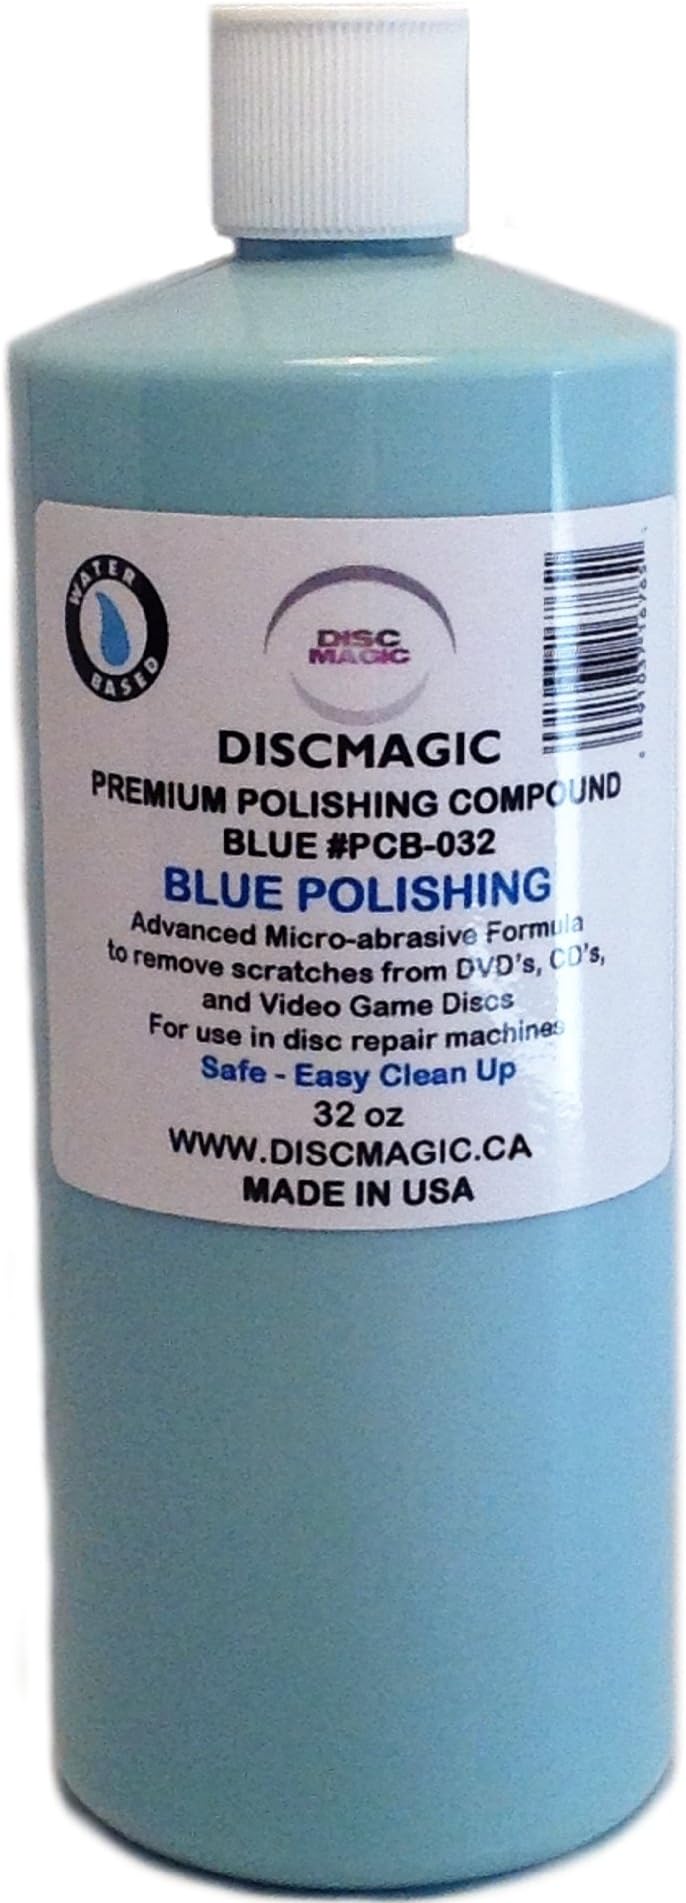 WATER
BASED
DISC
MAGIC
DISCMAGIC
PREMIUM POLISHING COMPOUND
BLUE #PCB-032
BLUE POLISHING
Advanced Micro-abrasive Formula
to remove scratches from DVD's, CD's,
and Video Game Discs
For use in disc repair machines
Safe - Easy Clean Up
32 oz
WWW.DISCMAGIC.CA
MADE IN USA